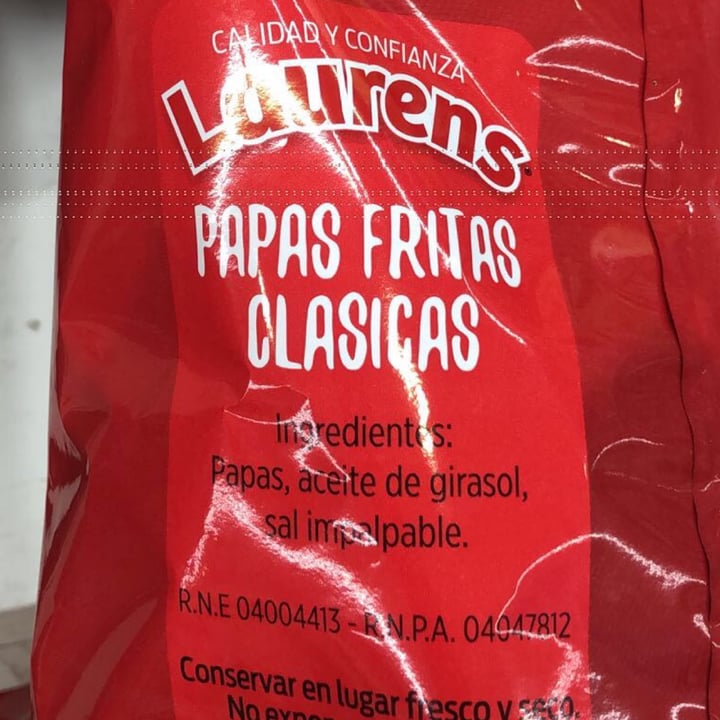 CALIDAD Y CONFIANZA
Laurens
PAPAS FRITAS
CLASICAS
Ingredientes:
Papas, aceite de girasol,
sal impalpable.
R.N.E 04004413 - R.N.P.A. 04047812
Conservar en lugar fresco y seco.
No